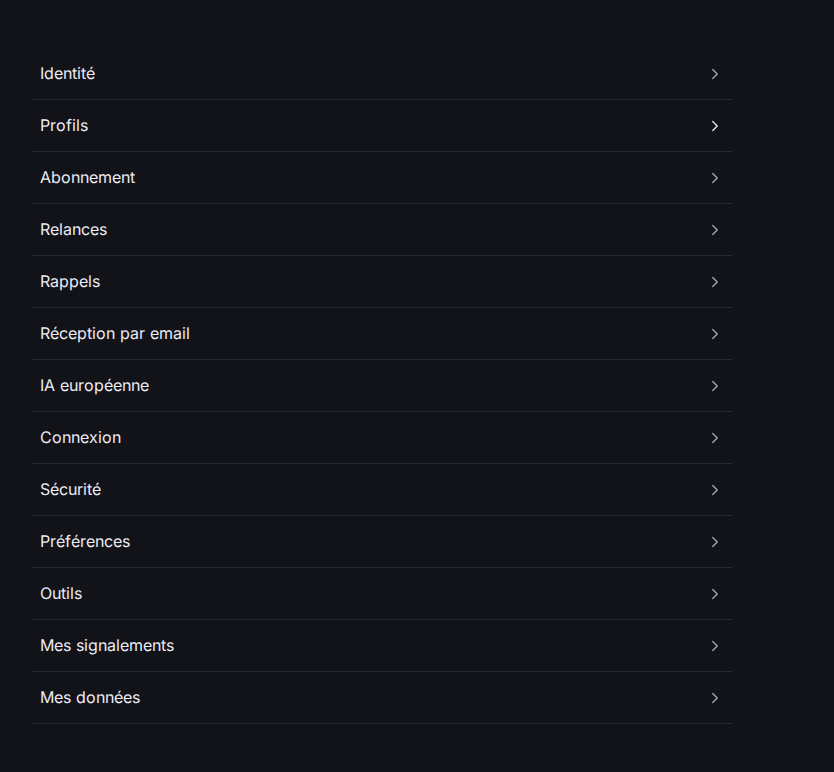 Identité
Profils
Abonnement
Relances
Rappels
Réception par email
IA européenne
Connexion
Sécurité
Préférences
Outils
Mes signalements
Mes données